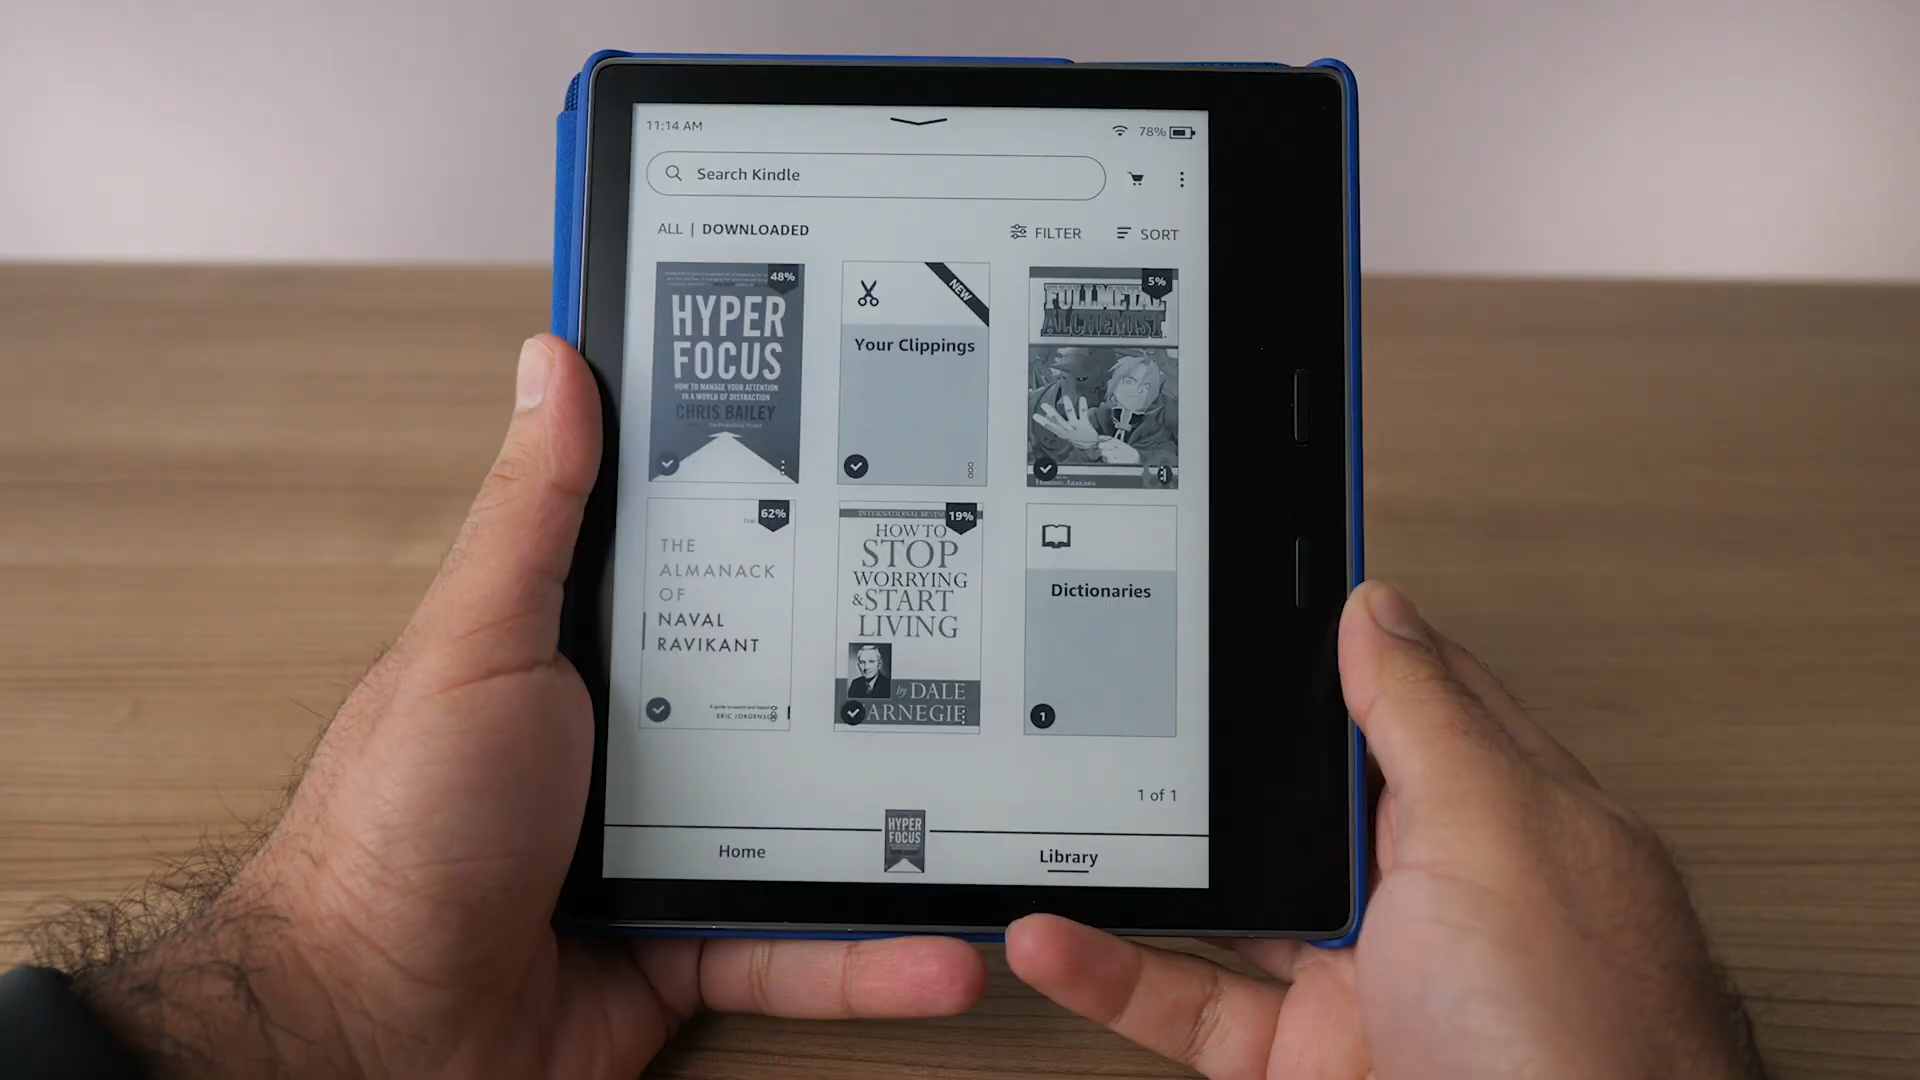 11:14 AM
78%
Search Kindle
ALL | DOWNLOADED
FILTER
SORT
48%
HYPER
FOCUS
HOW TO MANAGE YOUR ATTENTION
IN A WORLD OF DISTRACTION
CHRIS BAILEY
NEW
Your Clippings
5%
FULLMETAL
ALCHEMIST
HIROMU ARAKAWA
62%
THE
ALMANACK
OF
NAVAL
RAVIKANT
ERIC JORGENSON
19%
INTERNATIONAL
HOW TO
STOP
WORRYING
& START
LIVING
by DALE
CARNEGIE
Dictionaries
1
1 of 1
Home
HYPER
FOCUS
Library